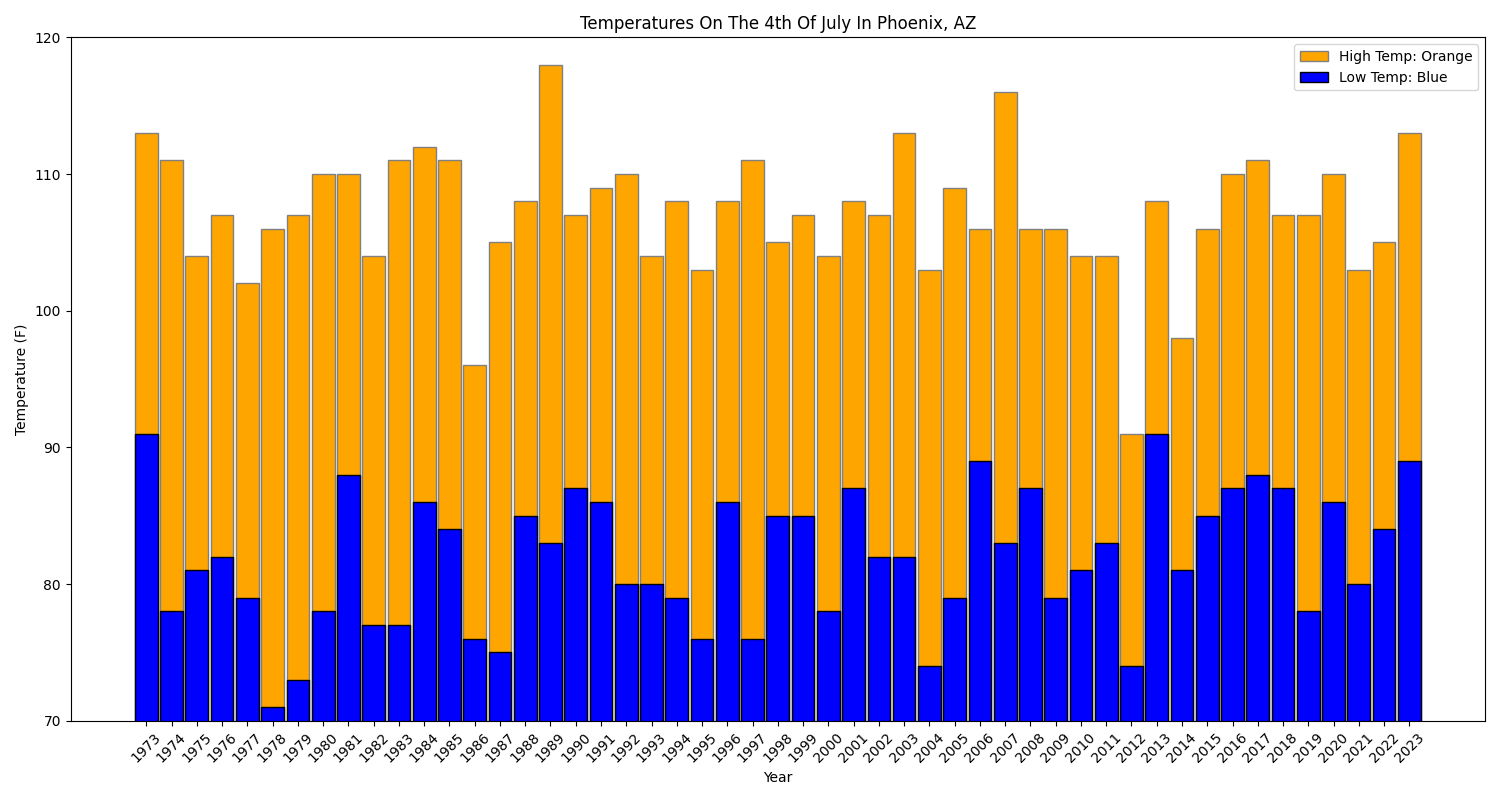 Temperatures On The 4th Of July In Phoenix, AZ
High Temp: Orange
Low Temp: Blue
Temperature (F)
120
110
100
90
80
70
1973 1974 1975 1976 1977 1978 1979 1980 1981 1982 1983 1984 1985 1986 1987 1988 1989 1990 1991 1992 1993 1994 1995 1996 1997 1998 1999 2000 2001 2002 2003 2004 2005 2006 2007 2008 2009 2010 2011 2012 2013 2014 2015 2016 2017 2018 2019 2020 2021 2022 2023
Year